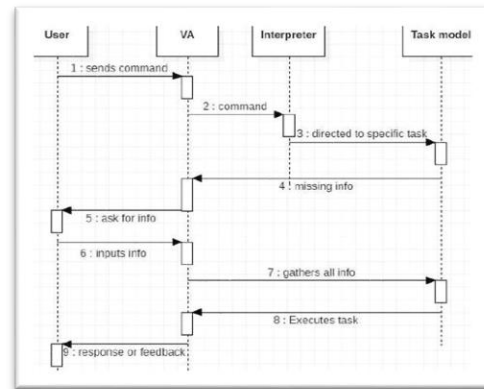 User VA Interpreter Task model
1 : sends command
2 : command
3 : directed to specific task
4 : missing info
5 : ask for info
6 : inputs info
7 : gathers all info
8 : Executes task
9 : response or feedback